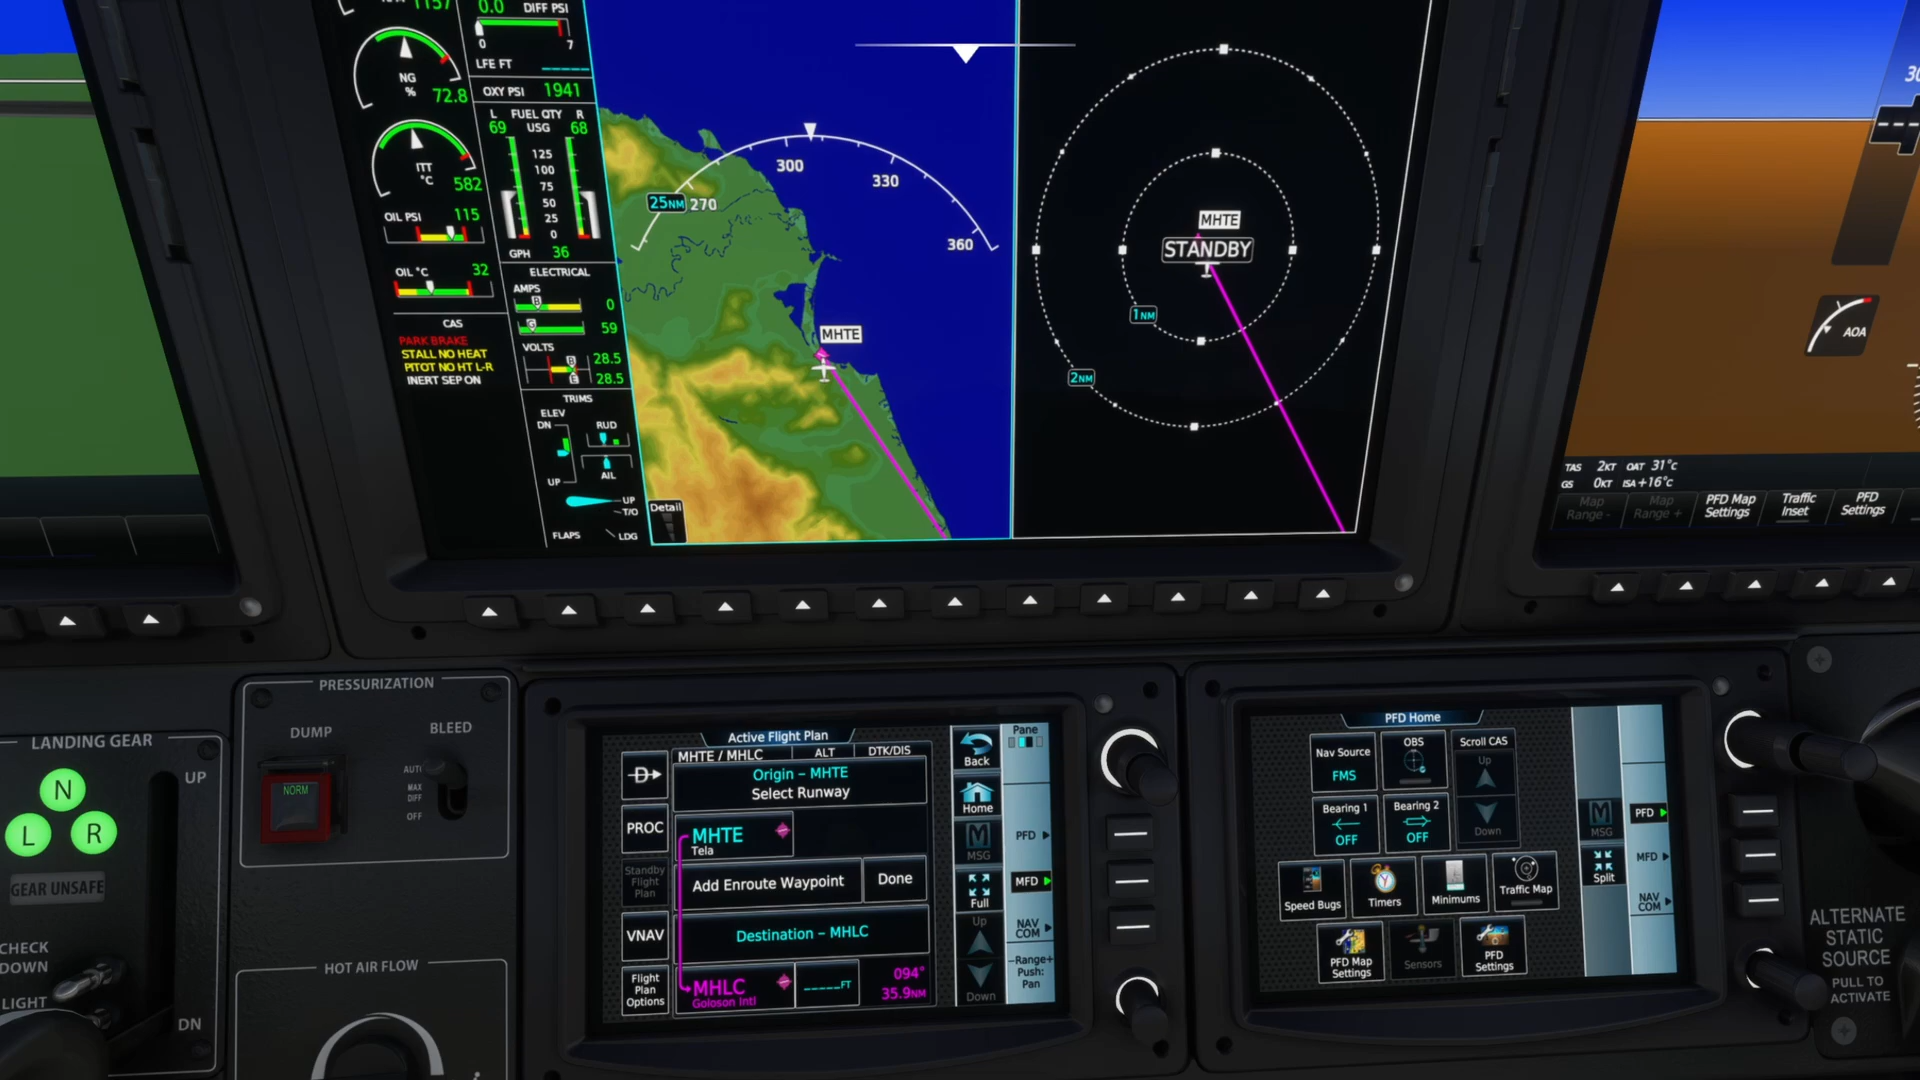 1157
NG
%
72.8
ITT
°C
582
OIL PSI
115
OIL °C
32
CAS
PARK BRAKE
STALL NO HEAT
PITOT NO HT L-R
INERT SEP ON
0.0
DIFF PSI
0
7
LFE FT
OXY PSI 1941
L FUEL QTY R
69 USG 68
125
100
75
50
25
0
GPH 36
ELECTRICAL
AMPS
B
0
G
59
VOLTS
B
28.5
E
28.5
TRIMS
ELEV
DN
RUD
UP
AIL
UP
T/O
FLAPS
LDG
25NM
270
300
330
360
MHTE
Detail
MHTE
STANDBY
1NM
2NM
AOA
TAS 2KT OAT 31°C
GS 0KT ISA +16°C
Map
Range -
Map
Range +
PFD Map
Settings
Traffic
Inset
PFD
Settings
LANDING GEAR
UP
N
L
R
GEAR UNSAFE
CHECK
DOWN
LIGHT
DN
PRESSURIZATION
DUMP
BLEED
NORM
AUTO
MAX
DIFF
OFF
HOT AIR FLOW
Active Flight Plan
MHTE / MHLC
ALT
DTK/DIS
Origin – MHTE
Select Runway
D
PROC
Standby
Flight
Plan
VNAV
Flight
Plan
Options
MHTE
Tela
Add Enroute Waypoint
Done
Destination – MHLC
MHLC
Goloson Intl
_____FT
094°
35.9NM
Back
Home
MSG
Full
Up
Down
Pane
PFD
MFD
NAV
COM
–Range+
Push:
Pan
PFD Home
Nav Source
FMS
OBS
Scroll CAS
Up
Down
Bearing 1
OFF
Bearing 2
OFF
Speed Bugs
Timers
Minimums
Traffic Map
PFD Map
Settings
Sensors
PFD
Settings
MSG
Split
PFD
MFD
NAV
COM
ALTERNATE
STATIC
SOURCE
PULL TO
ACTIVATE